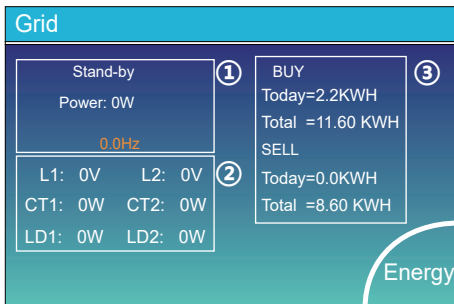 Grid
Stand-by
①
Power: 0W
0.0Hz
L1: 0V L2: 0V
②
CT1: 0W CT2: 0W
LD1: 0W LD2: 0W
BUY
③
Today=2.2KWH
Total =11.60 KWH
SELL
Today=0.0KWH
Total =8.60 KWH
Energy